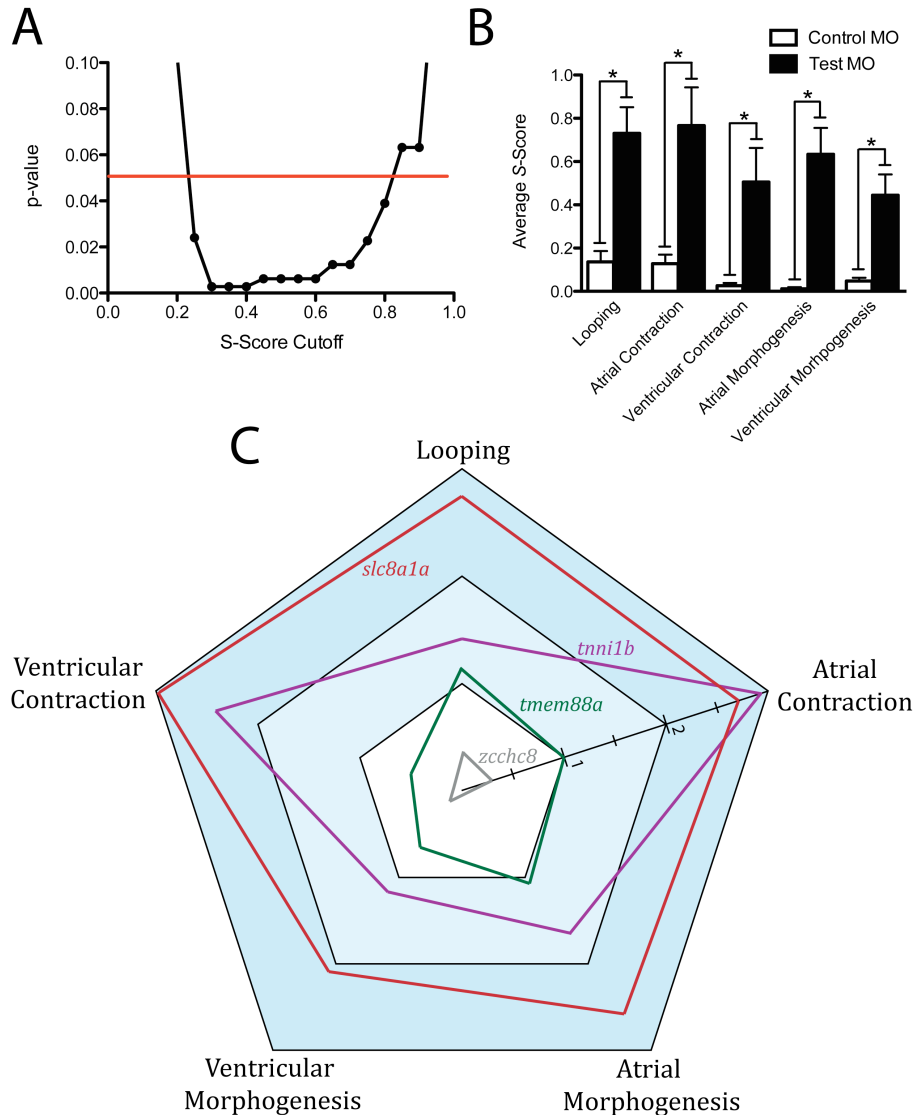 A
p-value
0.10
0.08
0.06
0.04
0.02
0.00
0.0
0.2
0.4
0.6
0.8
1.0
S-Score Cutoff
B
Control MO
Test MO
Average S-Score
1.0
0.8
0.6
0.4
0.2
0.0
*
*
*
*
*
Looping
Atrial Contraction
Ventricular Contraction
Atrial Morphogenesis
Ventricular Morhpogenesis
C
Looping
slc8a1a
tnni1b
Ventricular
Contraction
Atrial
Contraction
tmem88a
zcchc8
1
2
Ventricular
Morphogenesis
Atrial
Morphogenesis